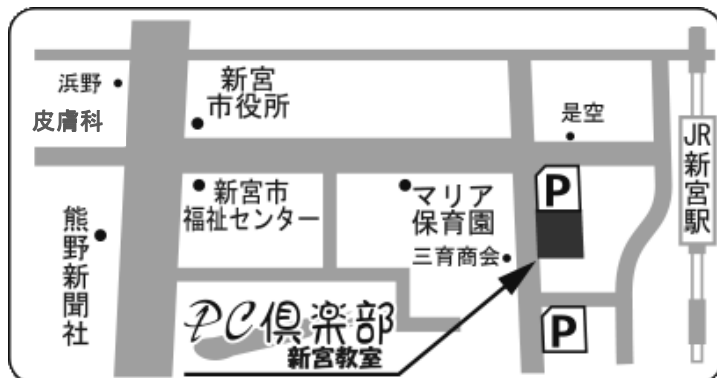 浜野
皮膚科
新宮
市役所
是空
JR新宮駅
新宮市
福祉センター
マリア
保育園
P
熊野新聞社
三育商会
PC倶楽部
新宮教室
P